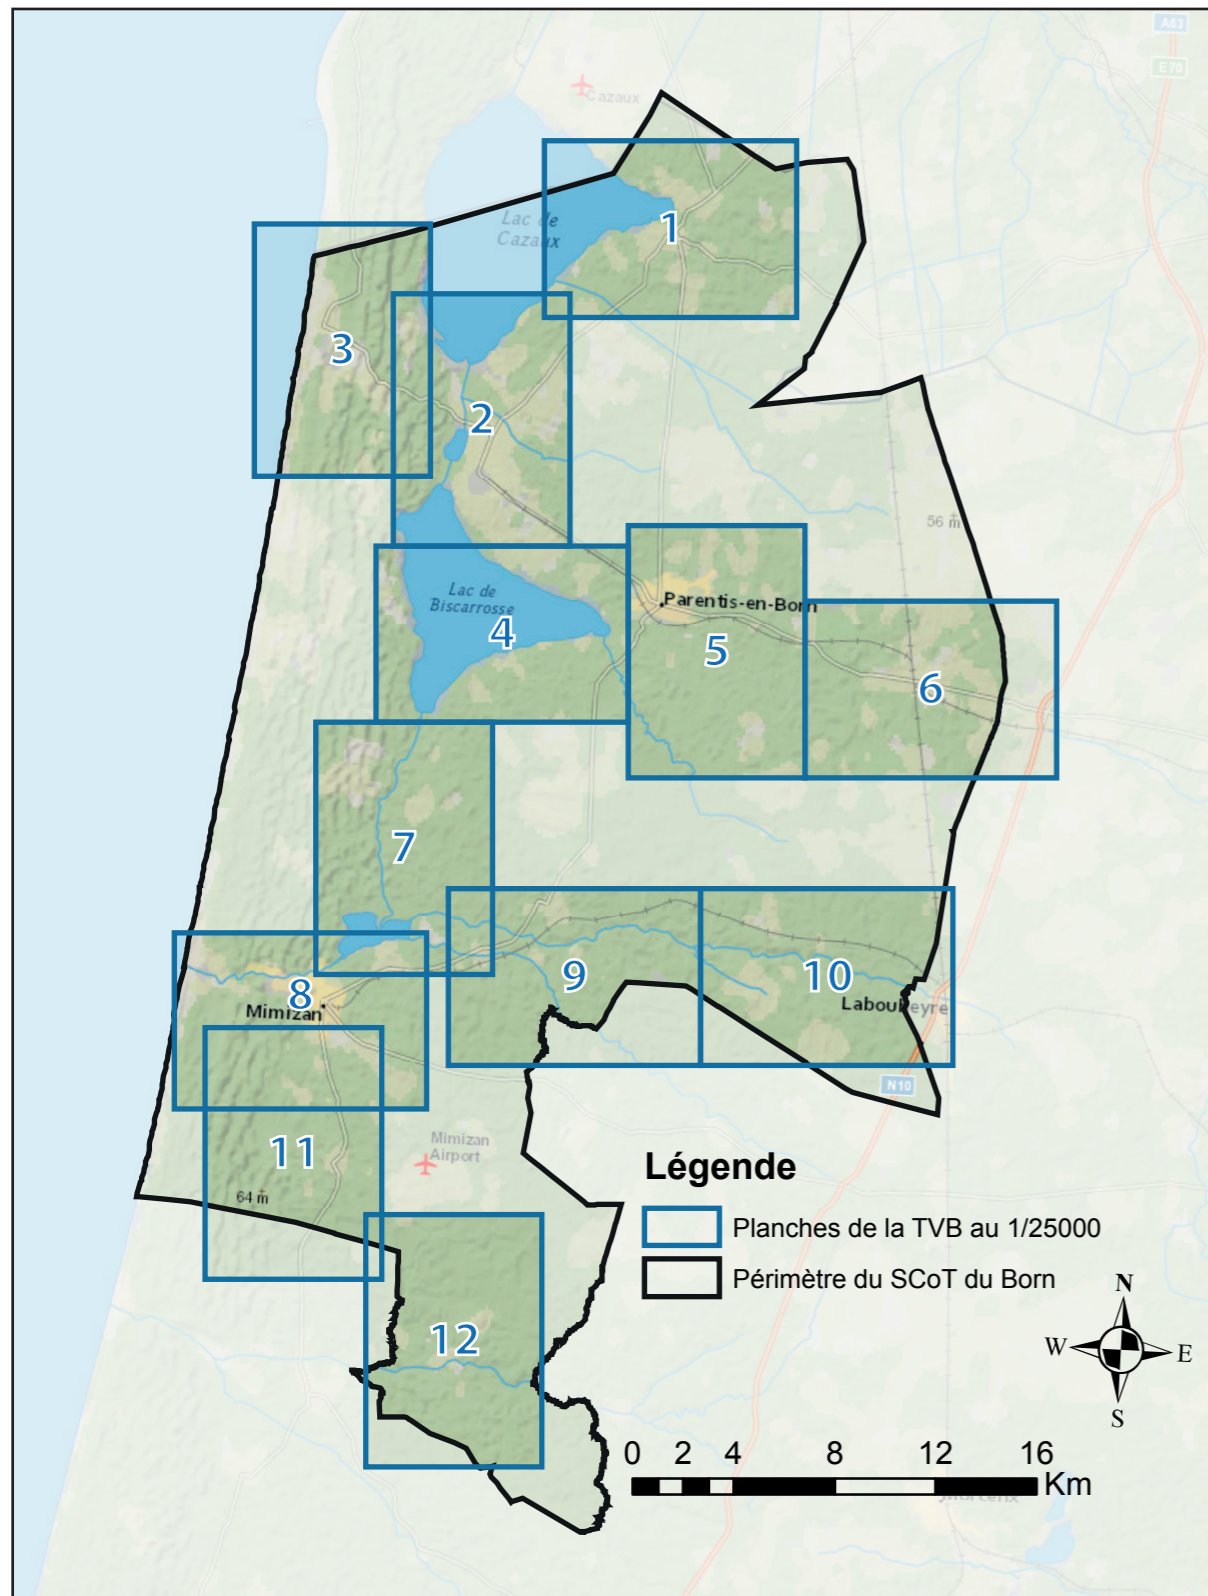 A63
E 70
Cazaux
Lac de
Cazaux
1
3
2
56 m
Lac de
Biscarrosse
Parentis-en-Born
4
5
6
7
9
10
8
Mimizan
Labouheyre
N10
Mimizan
Airport
11
64 m
12
Légende
Planches de la TVB au 1/25000
Périmètre du SCoT du Born
N
W
E
S
0 2 4 8 12 16
Km